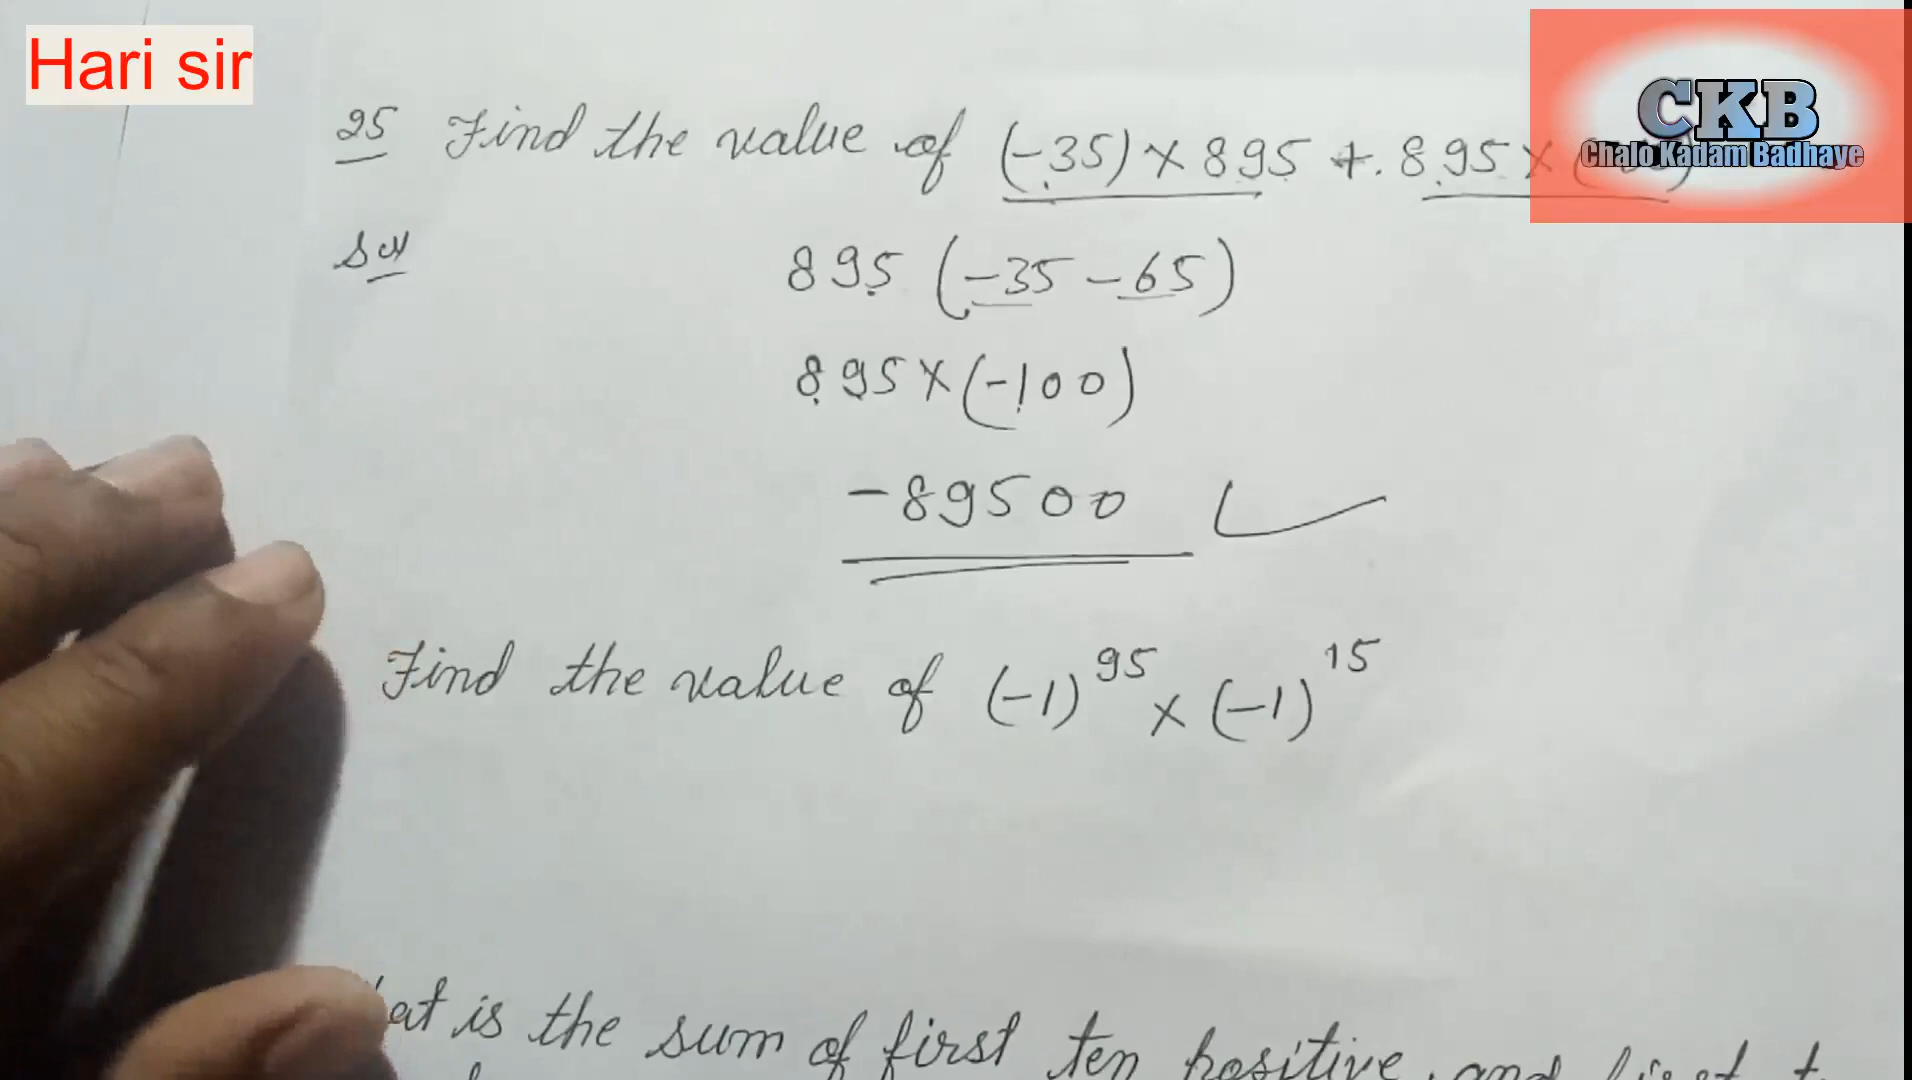 Hari sir
CKB
Chalo Kadam Badhaye
25 Find the value of (-35) × 895 + 895 ×
Sol
895 (-35 - 65)
895 × (-100)
-89500
Find the value of (-1)^95 × (-1)^15
is the sum of first ten positive and